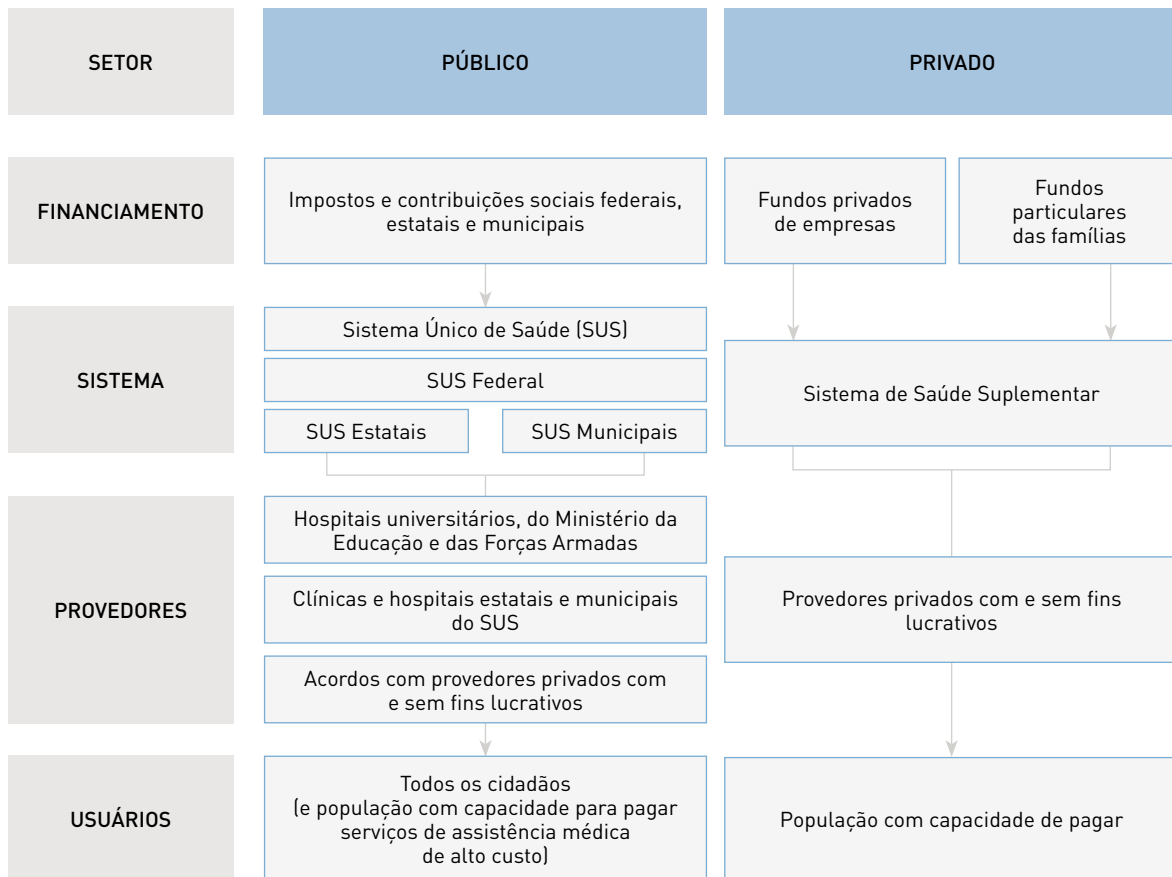 SETOR
PÚBLICO
PRIVADO
FINANCIAMENTO
Impostos e contribuições sociais federais,
estatais e municipais
Fundos privados
de empresas
Fundos
particulares
das famílias
SISTEMA
Sistema Único de Saúde (SUS)
SUS Federal
SUS Estatais
SUS Municipais
Sistema de Saúde Suplementar
PROVEDORES
Hospitais universitários, do Ministério da
Educação e das Forças Armadas
Clínicas e hospitais estatais e municipais
do SUS
Acordos com provedores privados com
e sem fins lucrativos
Provedores privados com e sem fins
lucrativos
USUÁRIOS
Todos os cidadãos
(e população com capacidade para pagar
serviços de assistência médica
de alto custo)
População com capacidade de pagar